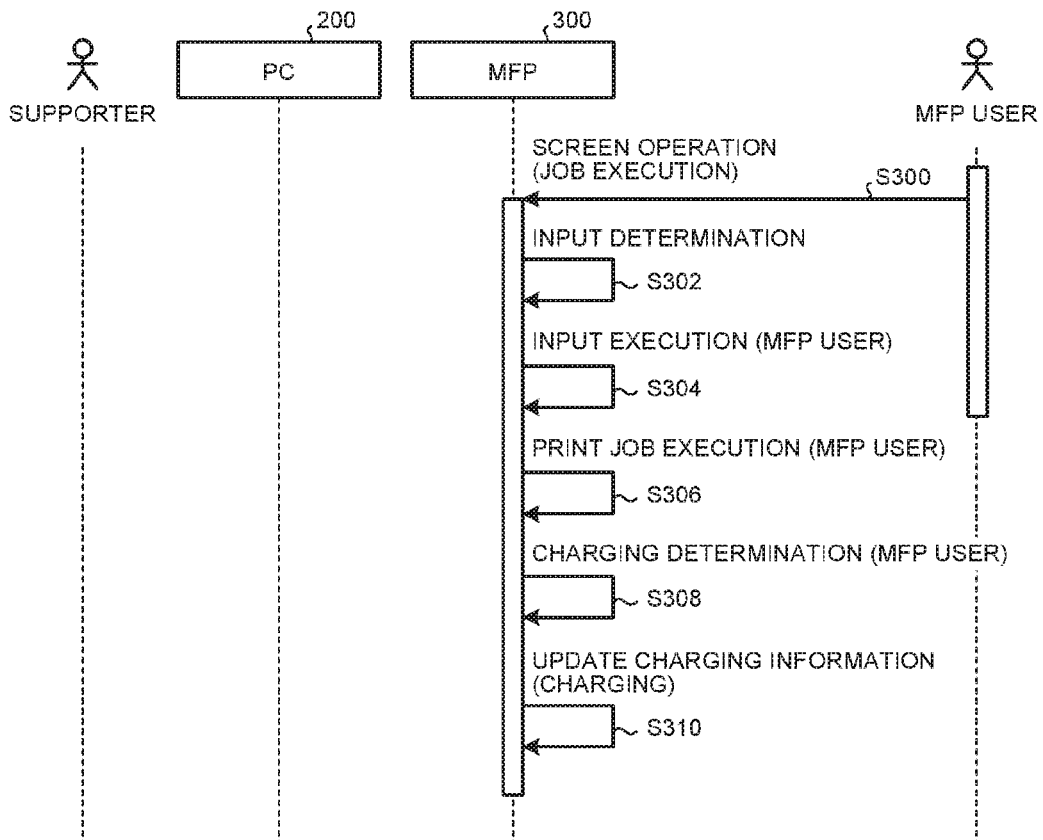 200
300
PC
MFP
SUPPORTER
MFP USER
SCREEN OPERATION
(JOB EXECUTION)
S300
INPUT DETERMINATION
S302
INPUT EXECUTION (MFP USER)
S304
PRINT JOB EXECUTION (MFP USER)
S306
CHARGING DETERMINATION (MFP USER)
S308
UPDATE CHARGING INFORMATION
(CHARGING)
S310